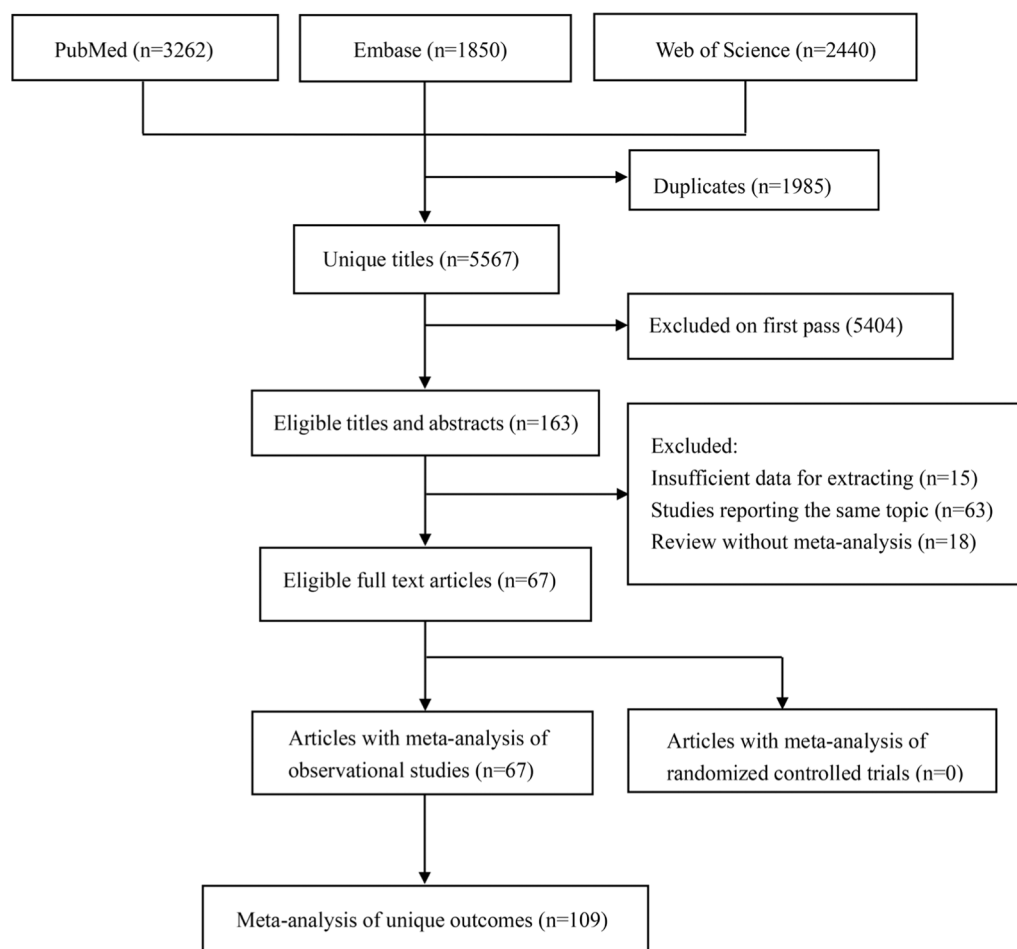 PubMed (n=3262)
Embase (n=1850)
Web of Science (n=2440)
Duplicates (n=1985)
Unique titles (n=5567)
Excluded on first pass (5404)
Eligible titles and abstracts (n=163)
Excluded:
Insufficient data for extracting (n=15)
Studies reporting the same topic (n=63)
Review without meta-analysis (n=18)
Eligible full text articles (n=67)
Articles with meta-analysis of
observational studies (n=67)
Articles with meta-analysis of
randomized controlled trials (n=0)
Meta-analysis of unique outcomes (n=109)